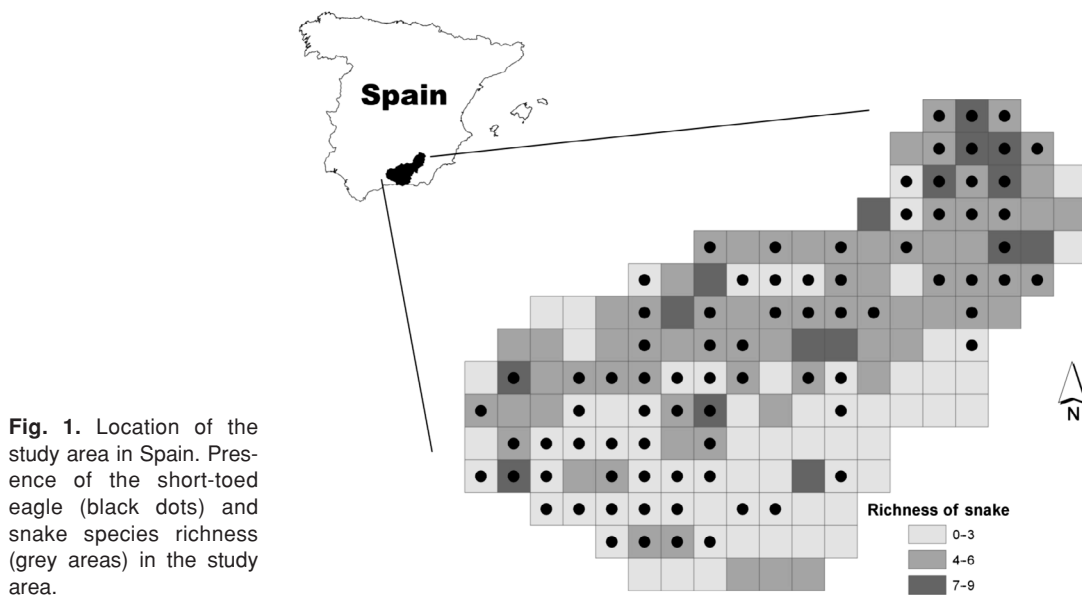 Spain
N
Richness of snake
0–3
4–6
7–9
Fig. 1. Location of the
study area in Spain. Pres-
ence of the short-toed
eagle (black dots) and
snake species richness
(grey areas) in the study
area.